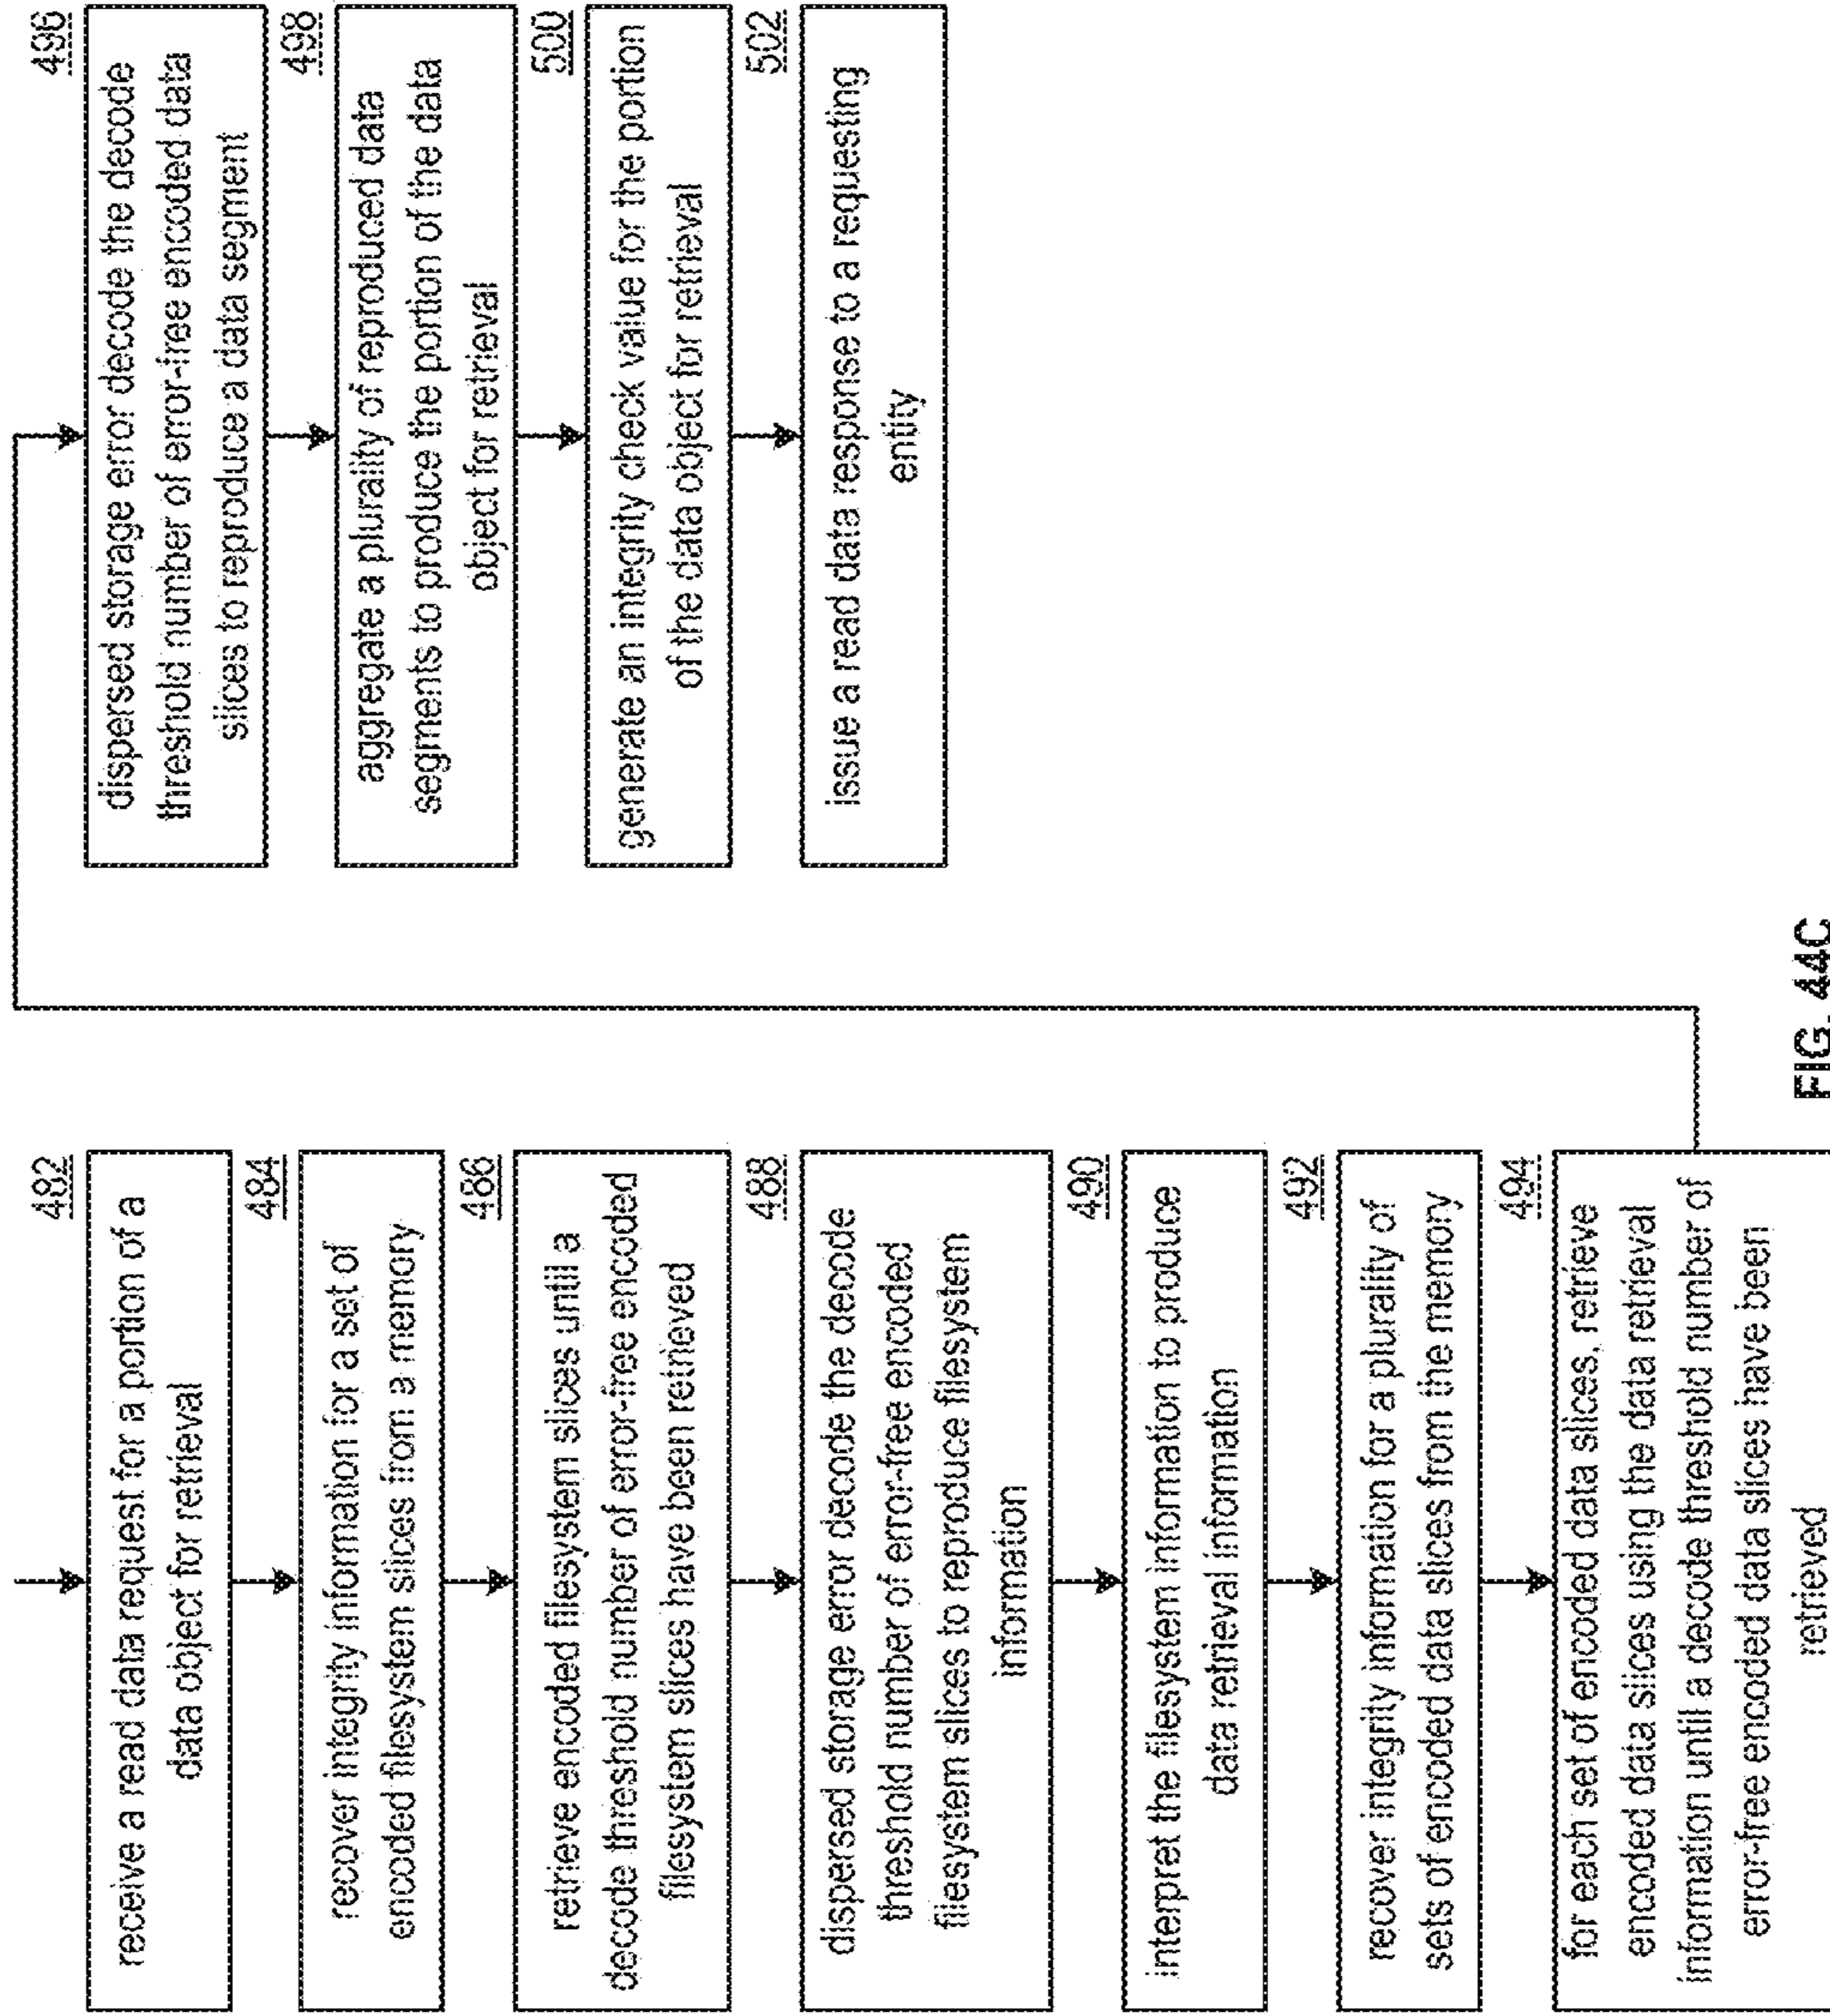 482
receive a read data request for a portion of a
data object for retrieval
484
recover integrity information for a set of
encoded filesystem slices from a memory
486
retrieve encoded filesystem slices until a
decode threshold number of error-free encoded
filesystem slices have been retrieved
488
dispersed storage error decode the decode
threshold number of error-free encoded
filesystem slices to reproduce filesystem
information
490
interpret the filesystem information to produce
data retrieval information
492
recover integrity information for a plurality of
sets of encoded data slices from the memory
494
for each set of encoded data slices, retrieve
encoded data slices using the data retrieval
information until a decode threshold number of
error-free encoded data slices have been
retrieved
496
dispersed storage error decode the decode
threshold number of error-free encoded data
slices to reproduce a data segment
498
aggregate a plurality of reproduced data
segments to produce the portion of the data
object for retrieval
500
generate an integrity check value for the portion
of the data object for retrieval
502
issue a read data response to a requesting
entity
FIG. 44C